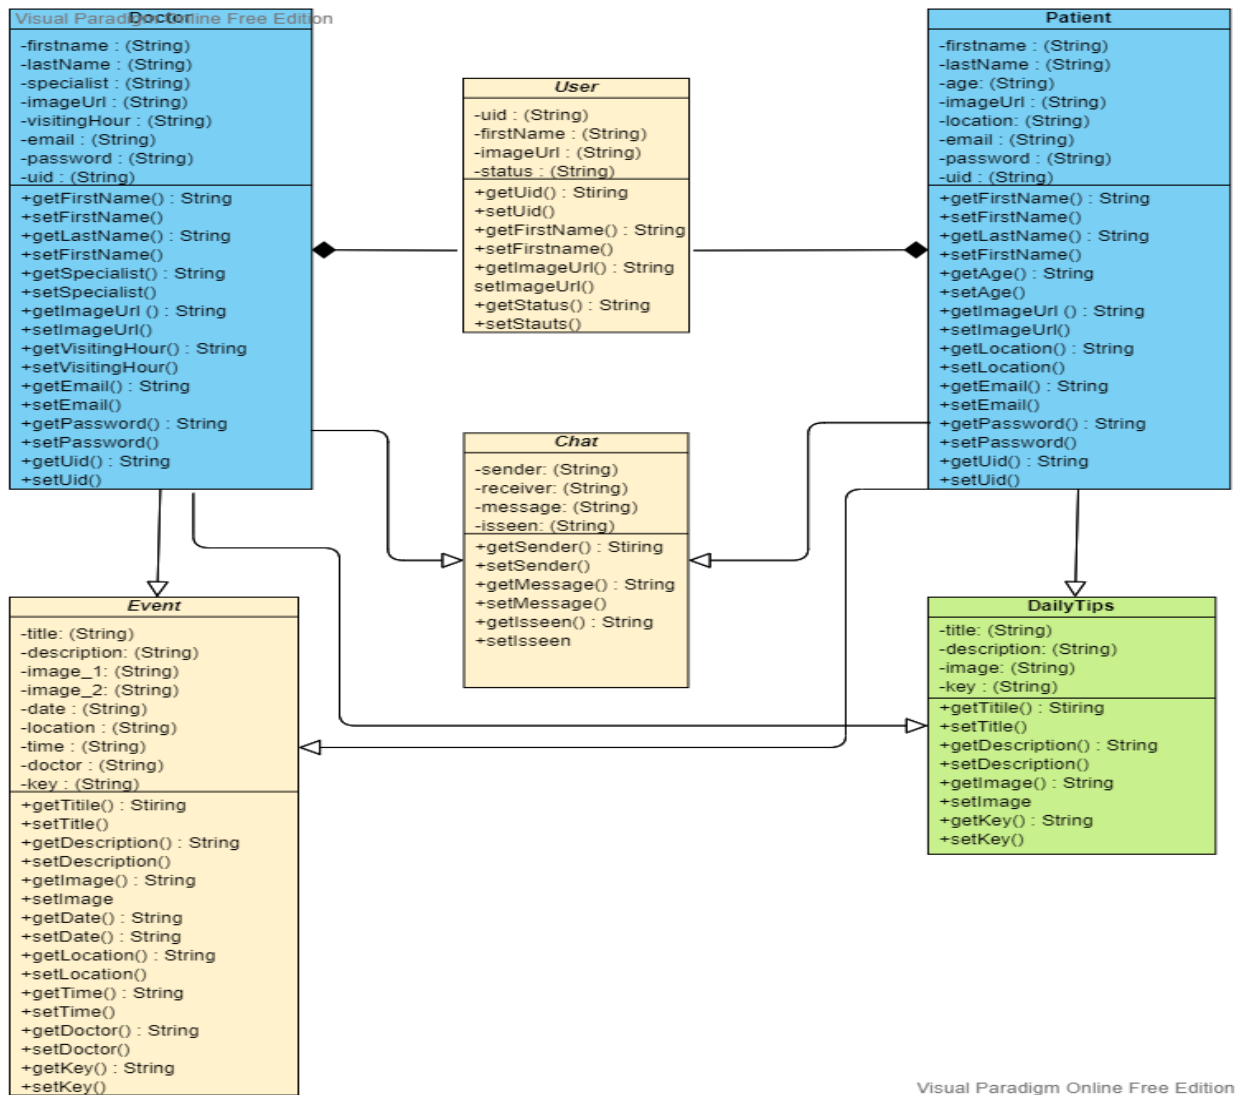 Visual Paradigm Online Free Edition
Doctor
-firstname : (String)
-lastName : (String)
-specialist : (String)
-imageUrl : (String)
-visitingHour : (String)
-email : (String)
-password : (String)
-uid : (String)
+getFirstName() : String
+setFirstName()
+getLastName() : String
+setFirstName()
+getSpecialist() : String
+setSpecialist()
+getImageUrl () : String
+setImageUrl()
+getVisitingHour() : String
+setVisitingHour()
+getEmail() : String
+setEmail()
+getPassword() : String
+setPassword()
+getUid() : String
+setUid()
User
-uid : (String)
-firstName : (String)
-imageUrl : (String)
-status : (String)
+getUid() : Stiring
+setUid()
+getFirstName() : String
+setFirstname()
+getImageUrl() : String
setImageUrl()
+getStatus() : String
+setStauts()
Patient
-firstname : (String)
-lastName : (String)
-age: (String)
-imageUrl : (String)
-location: (String)
-email : (String)
-password : (String)
-uid : (String)
+getFirstName() : String
+setFirstName()
+getLastName() : String
+setFirstName()
+getAge() : String
+setAge()
+getImageUrl () : String
+setImageUrl()
+getLocation() : String
+setLocation()
+getEmail() : String
+setEmail()
+getPassword() : String
+setPassword()
+getUid() : String
+setUid()
Chat
-sender: (String)
-receiver: (String)
-message: (String)
-isseen: (String)
+getSender() : Stiring
+setSender()
+getMessage() : String
+setMessage()
+getIsseen() : String
+setIsseen
Event
-title: (String)
-description: (String)
-image_1: (String)
-image_2: (String)
-date : (String)
-location : (String)
-time : (String)
-doctor : (String)
-key : (String)
+getTitile() : Stiring
+setTitle()
+getDescription() : String
+setDescription()
+getImage() : String
+setImage
+getDate() : String
+setDate() : String
+getLocation() : String
+setLocation()
+getTime() : String
+setTime()
+getDoctor() : String
+setDoctor()
+getKey() : String
+setKey()
DailyTips
-title: (String)
-description: (String)
-image: (String)
-key : (String)
+getTitile() : Stiring
+setTitle()
+getDescription() : String
+setDescription()
+getImage() : String
+setImage
+getKey() : String
+setKey()
Visual Paradigm Online Free Edition